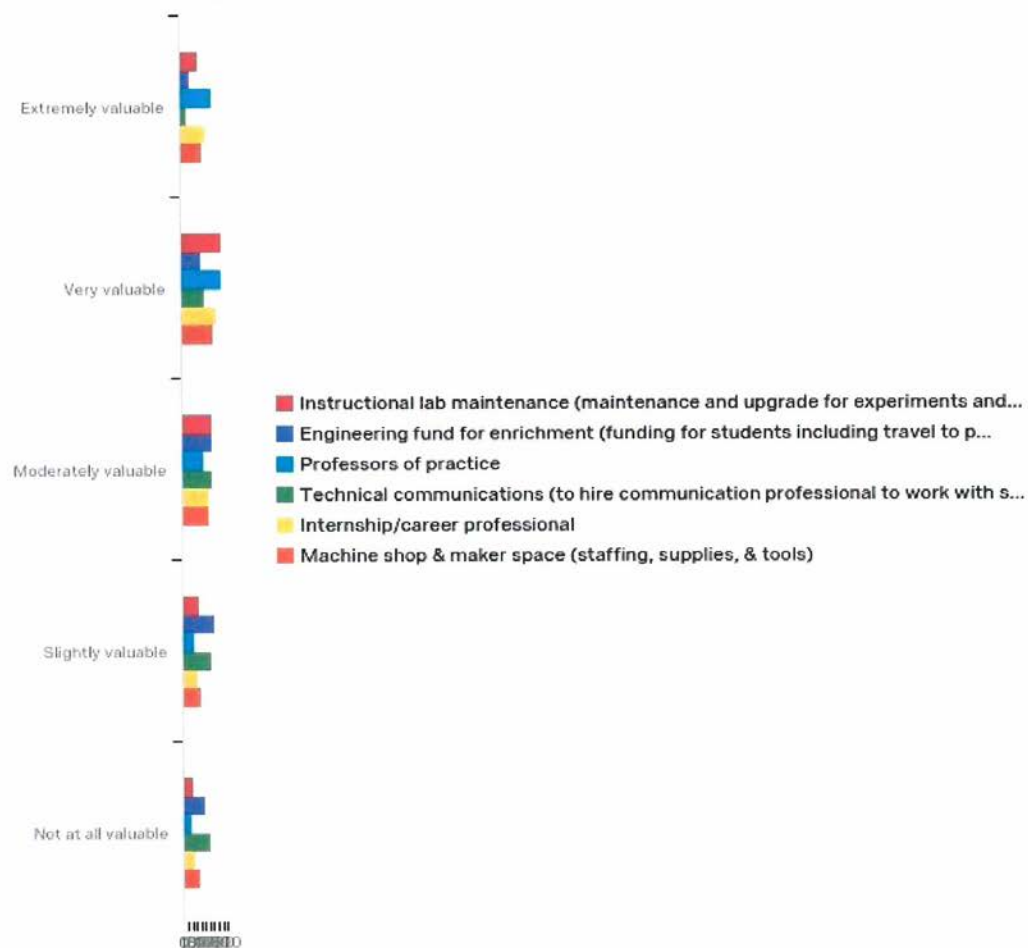 Extremely valuable
Very valuable
Moderately valuable
Slightly valuable
Not at all valuable
Instructional lab maintenance (maintenance and upgrade for experiments and...
Engineering fund for enrichment (funding for students including travel to p...
Professors of practice
Technical communications (to hire communication professional to work with s...
Internship/career professional
Machine shop & maker space (staffing, supplies, & tools)